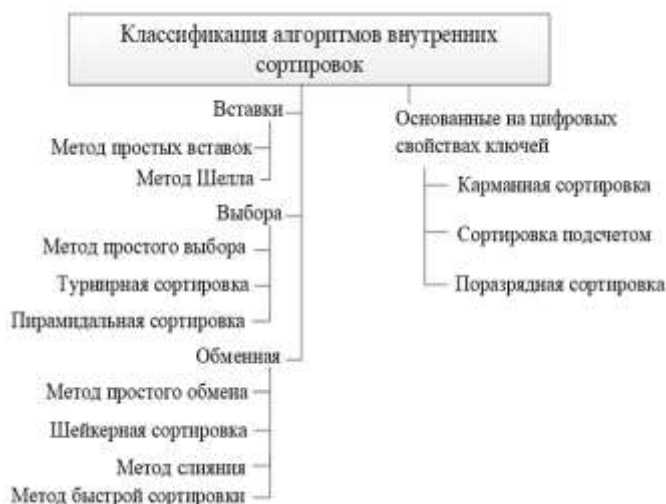 Классификация алгоритмов внутренних
сортировок
Вставки
Метод простых вставок
Метод Шелла
Выбора
Метод простого выбора
Турнирная сортировка
Пирамидальная сортировка
Обменная
Метод простого обмена
Шейкерная сортировка
Метод слияния
Метод быстрой сортировки
Основанные на цифровых
свойствах ключей
Карманная сортировка
Сортировка подсчетом
Поразрядная сортировка